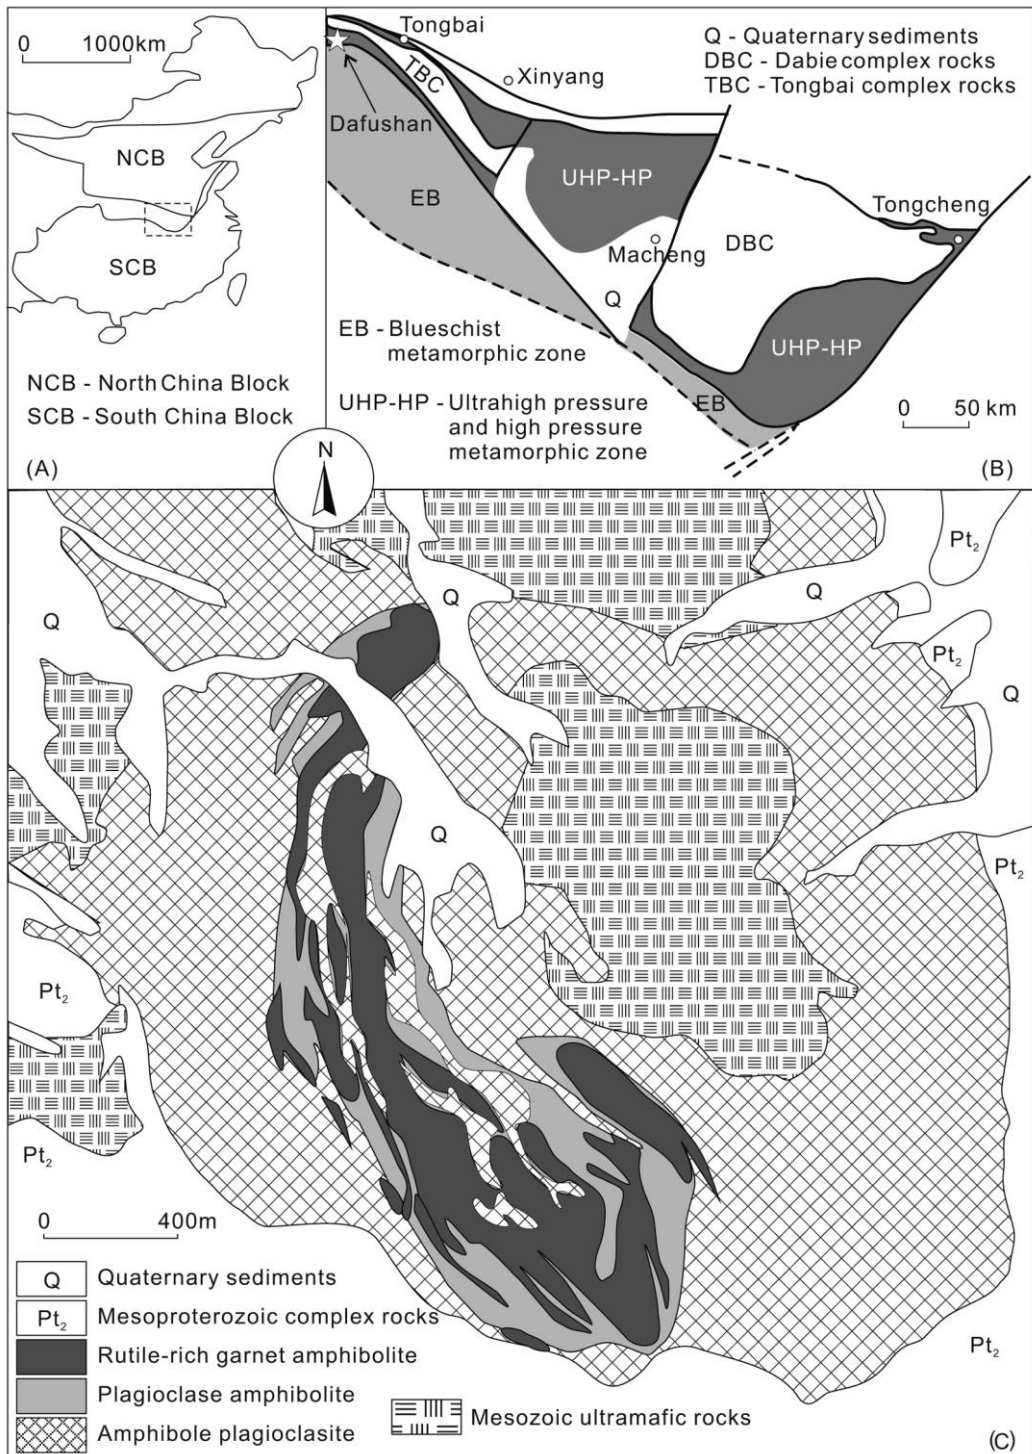 0 1000km
NCB
SCB
NCB - North China Block
SCB - South China Block
(A)
Tongbai
Q - Quaternary sediments
DBC - Dabie complex rocks
TBC - Tongbai complex rocks
TBC
Xinyang
Dafushan
UHP-HP
EB
Tongcheng
DBC
Macheng
Q
EB - Blueschist
metamorphic zone
UHP-HP
EB
UHP-HP - Ultrahigh pressure
and high pressure
metamorphic zone
0 50 km
(B)
N
Pt₂
Q
Q
Q
Pt₂
Q
Q
Pt₂
Pt₂
Pt₂
0 400m
Q Quaternary sediments
Pt₂ Mesoproterozoic complex rocks
Rutile-rich garnet amphibolite
Pt₂
Plagioclase amphibolite
Mesozoic ultramafic rocks
Amphibole plagioclasite
(C)